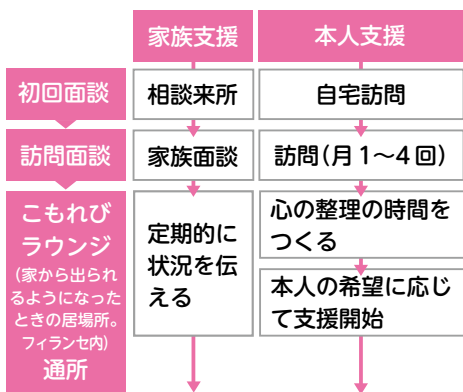 家族支援
本人支援
初回面談
相談来所
自宅訪問
訪問面談
家族面談
訪問(月1〜4回)
こもれび
ラウンジ
(家から出られ
るようになった
ときの居場所。
フィランセ内)
通所
定期的に
状況を伝
える
心の整理の時間を
つくる
本人の希望に応じ
て支援開始